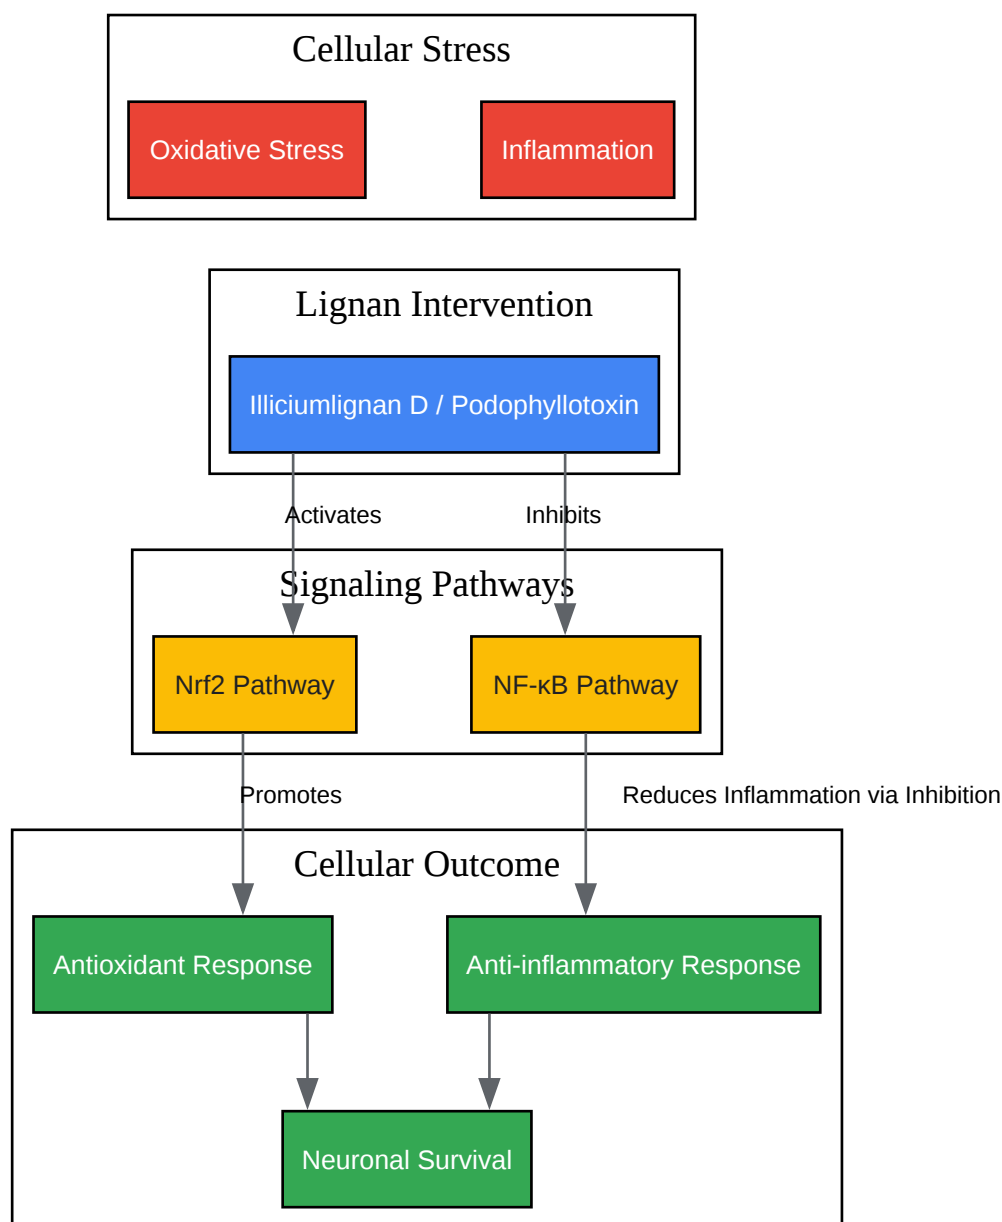 Cellular Stress
Oxidative Stress
Inflammation
Lignan Intervention
Illiciumlignan D / Podophyllotoxin
Activates
Inhibits
Signaling Pathways
Nrf2 Pathway
NF-κB Pathway
Promotes
Reduces Inflammation via Inhibition
Cellular Outcome
Antioxidant Response
Anti-inflammatory Response
Neuronal Survival